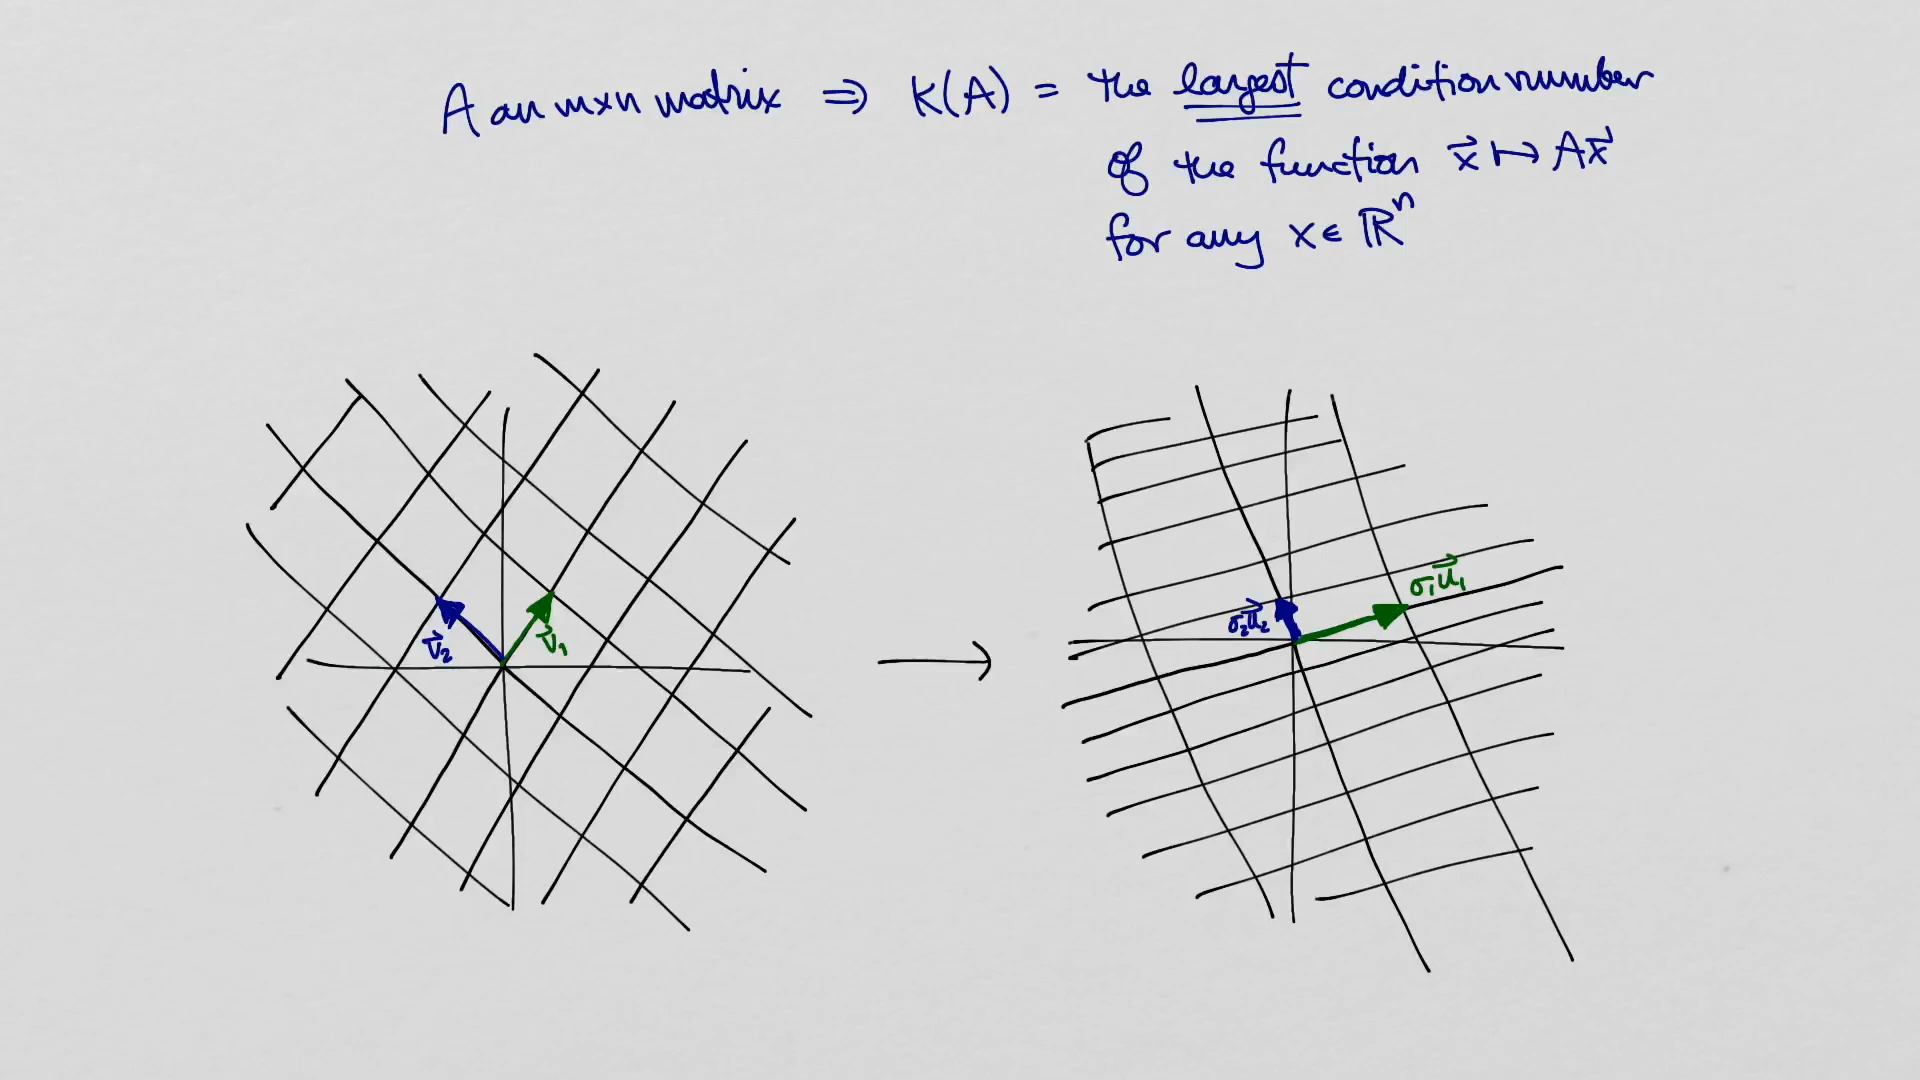 A an m×n matrix ⇒ K(A) = the largest condition number
of the function x⃗ ↦ Ax⃗
for any x ∈ ℝⁿ
v⃗₂ v⃗₁
σ₂u⃗₂ σ₁u⃗₁